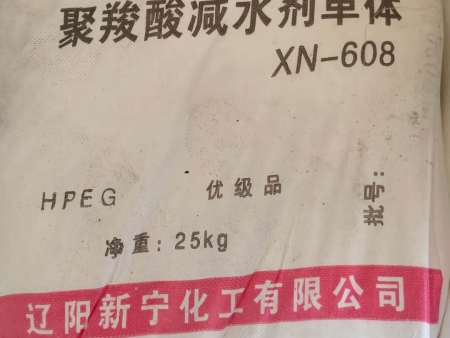 聚羧酸减水剂单体
XN-608
HPEG 优级品
批号:
净重: 25kg
辽阳新宁化工有限公司